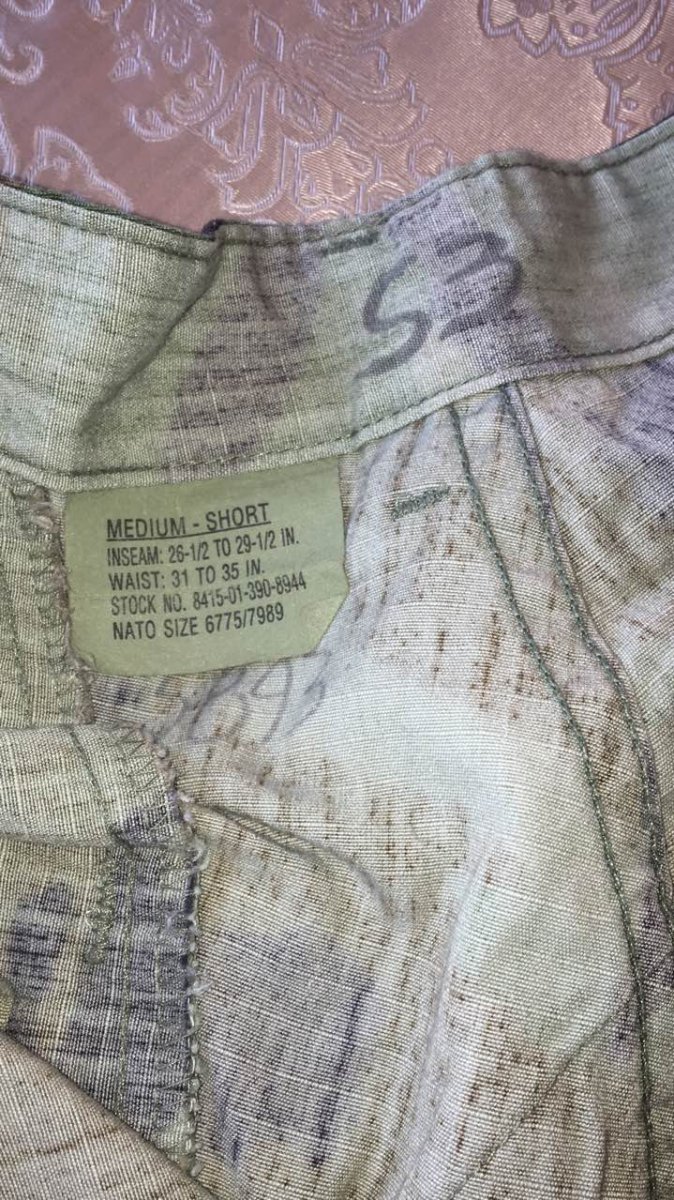 53
MEDIUM - SHORT
INSEAM: 26-1/2 TO 29-1/2 IN.
WAIST: 31 TO 35 IN.
STOCK NO. 8415-01-390-8944
NATO SIZE 6775/7989